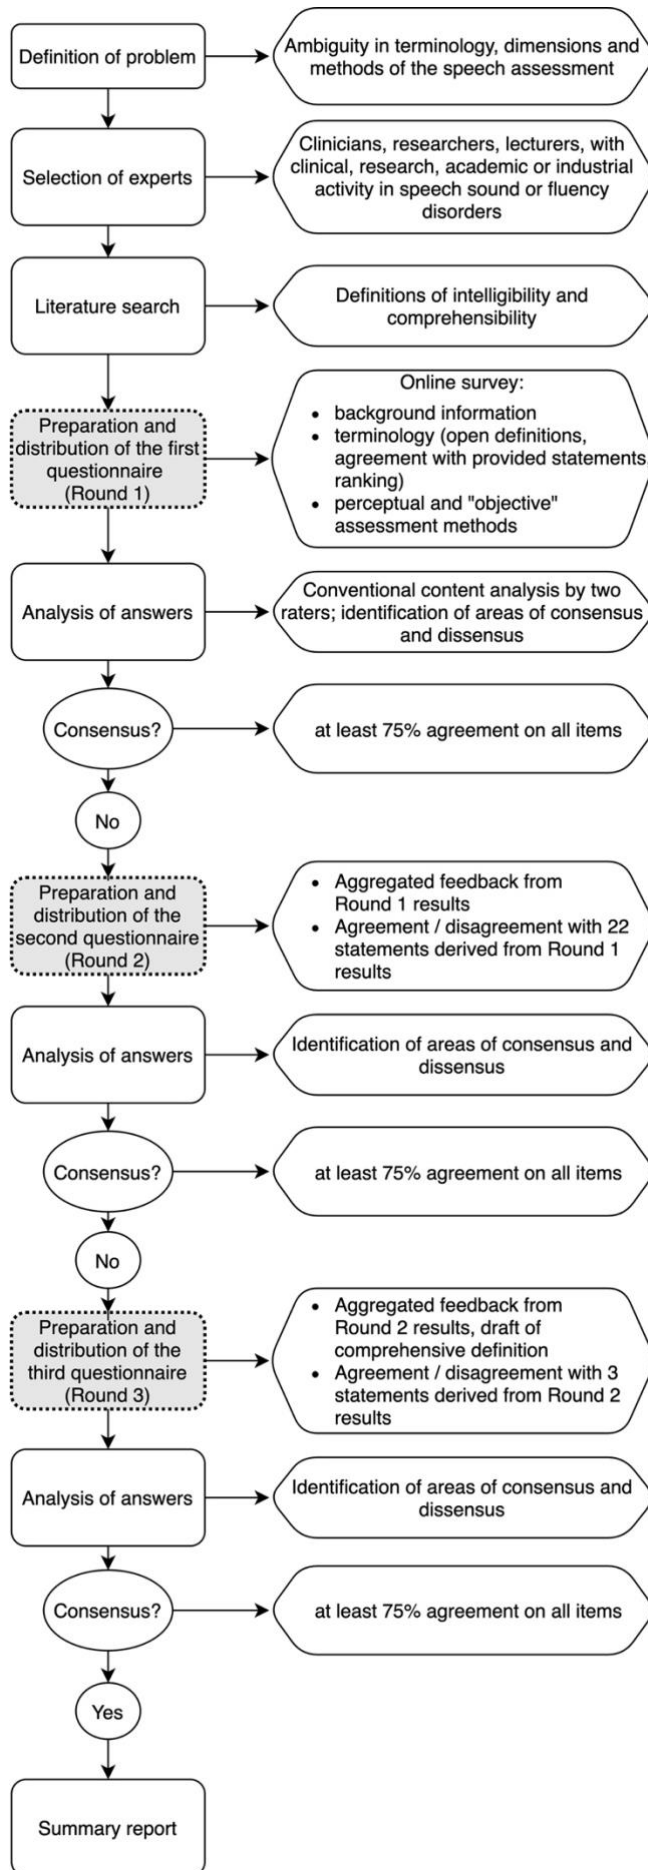 Definition of problem
Ambiguity in terminology, dimensions and
methods of the speech assessment
Selection of experts
Clinicians, researchers, lecturers, with
clinical, research, academic or industrial
activity in speech sound or fluency
disorders
Literature search
Definitions of intelligibility and
comprehensibility
Preparation and
distribution of the first
questionnaire
(Round 1)
Online survey:
• background information
• terminology (open definitions,
agreement with provided statements,
ranking)
• perceptual and "objective"
assessment methods
Analysis of answers
Conventional content analysis by two
raters; identification of areas of consensus
and dissensus
Consensus?
at least 75% agreement on all items
No
Preparation and
distribution of the
second questionnaire
(Round 2)
• Aggregated feedback from
Round 1 results
• Agreement / disagreement with 22
statements derived from Round 1
results
Analysis of answers
Identification of areas of consensus and
dissensus
Consensus?
at least 75% agreement on all items
No
Preparation and
distribution of the
third questionnaire
(Round 3)
• Aggregated feedback from
Round 2 results, draft of
comprehensive definition
• Agreement / disagreement with 3
statements derived from Round 2
results
Analysis of answers
Identification of areas of consensus and
dissensus
Consensus?
at least 75% agreement on all items
Yes
Summary report